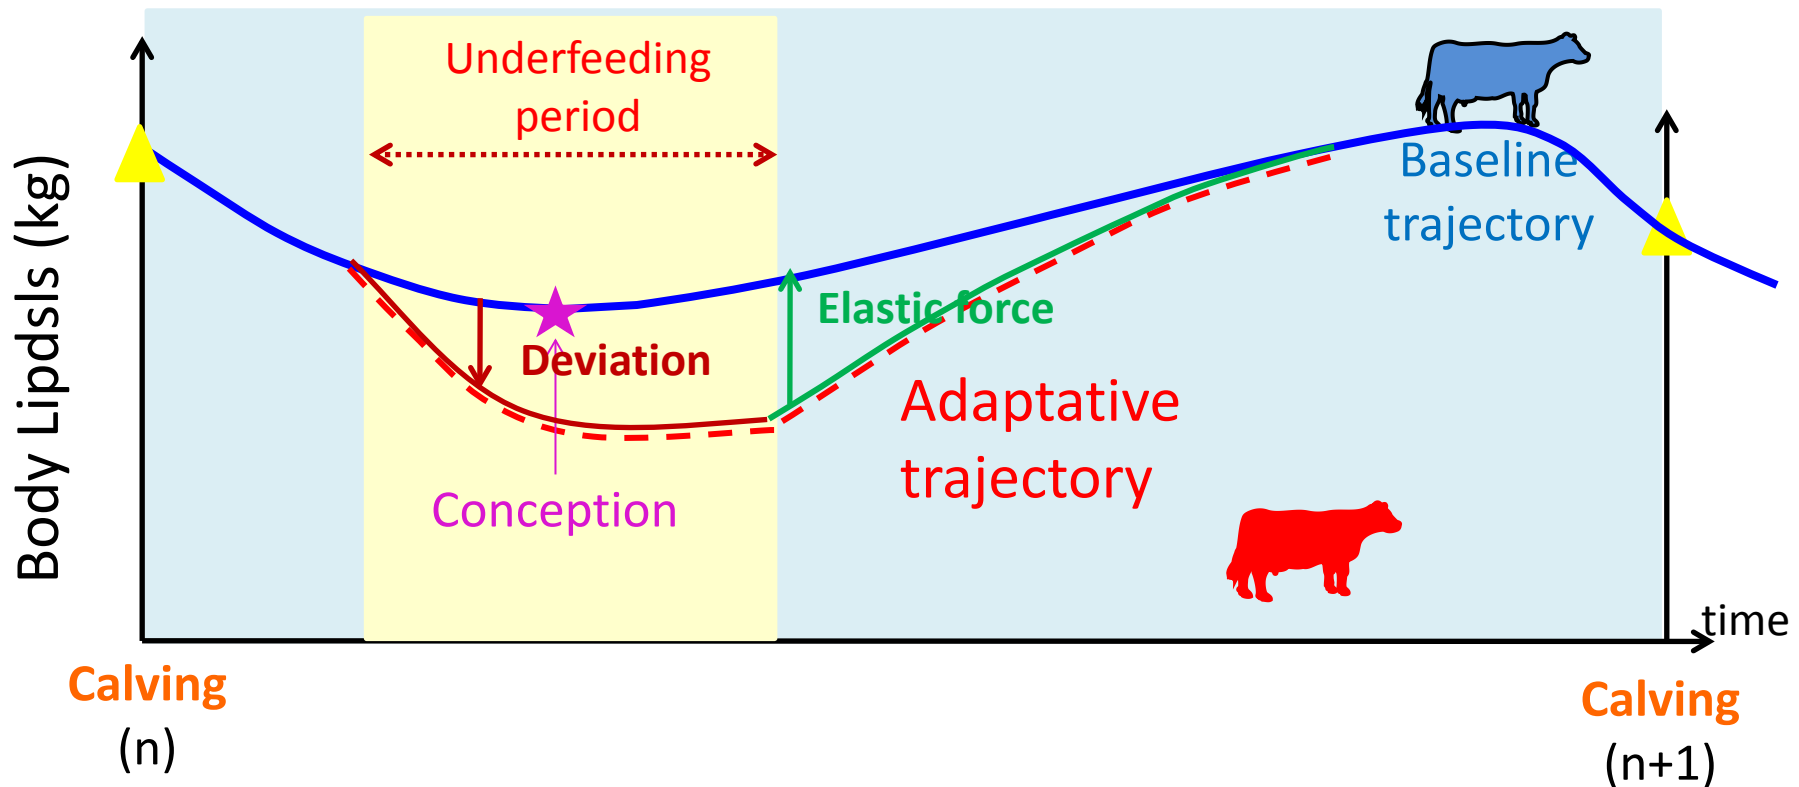 Underfeeding
period
Body Lipdsls (kg)
Baseline
trajectory
Elastic force
Deviation
Adaptative
trajectory
Conception
time
Calving
(n)
Calving
(n+1)